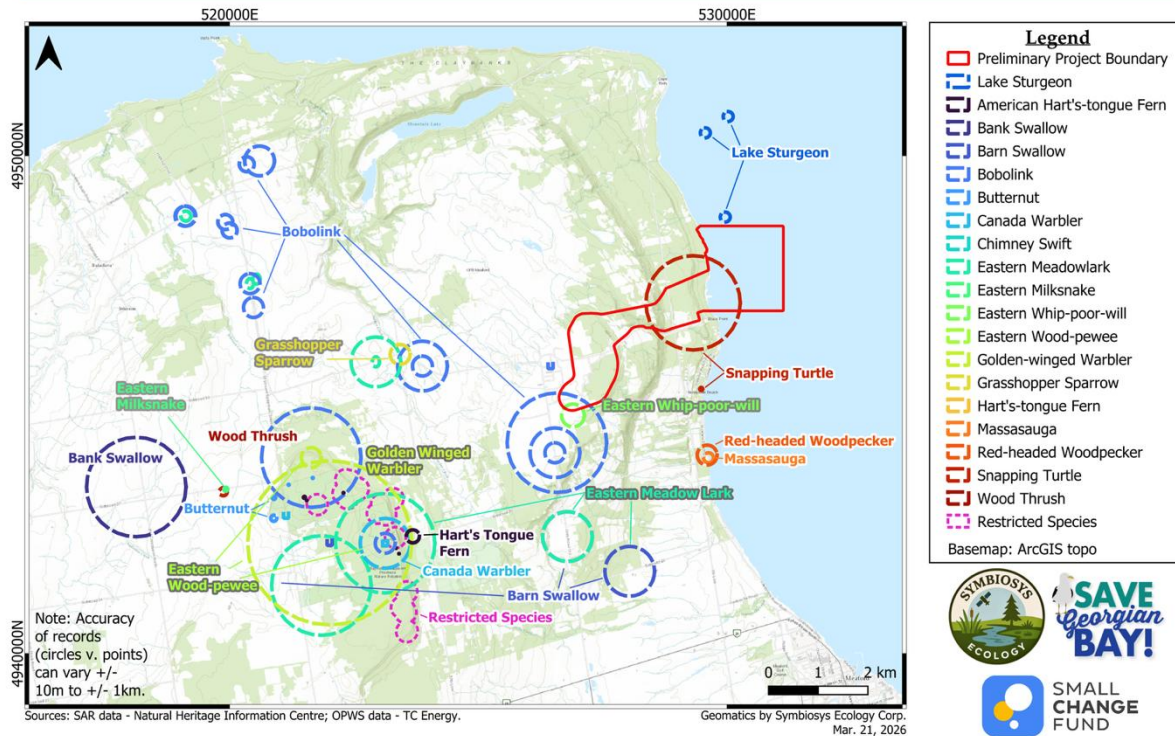 520000E
530000E
4950000N
4940000N
THE CLAYBANKS
Mountain Lake
Lake Sturgeon
Bobolink
Grasshopper
Sparrow
Snapping Turtle
Eastern
Milksnake
Eastern Whip-poor-will
Wood Thrush
Golden Winged
Warbler
Red-headed Woodpecker
Massasauga
Bank Swallow
Eastern Meadow Lark
Butternut
Hart's Tongue
Fern
Canada Warbler
Eastern
Wood-pewee
Barn Swallow
Restricted Species
Meaford
Note: Accuracy
of records
(circles v. points)
can vary +/-
10m to +/- 1km.
0 1 2 km
Sources: SAR data - Natural Heritage Information Centre; OPWS data - TC Energy.
Geomatics by Symbiosys Ecology Corp.
Mar. 21, 2026
Legend
Preliminary Project Boundary
Lake Sturgeon
American Hart's-tongue Fern
Bank Swallow
Barn Swallow
Bobolink
Butternut
Canada Warbler
Chimney Swift
Eastern Meadowlark
Eastern Milksnake
Eastern Whip-poor-will
Eastern Wood-pewee
Golden-winged Warbler
Grasshopper Sparrow
Hart's-tongue Fern
Massasauga
Red-headed Woodpecker
Snapping Turtle
Wood Thrush
Restricted Species
Basemap: ArcGIS topo
SYMBIOSYS
ECOLOGY
SAVE
Georgian
BAY!
SMALL
CHANGE
FUND